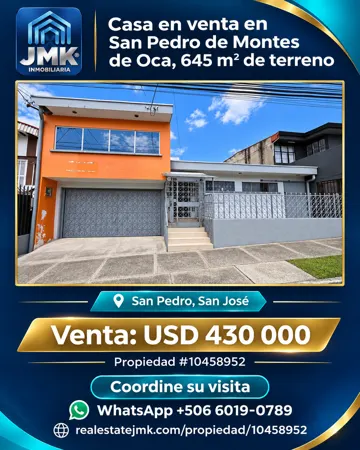 JMK
INMOBILIARIA
Casa en venta en
San Pedro de Montes
de Oca, 645 m² de terreno
San Pedro, San José
Venta: USD 430 000
Propiedad #10458952
Coordine su visita
WhatsApp +506 6019-0789
realestatejmk.com/propiedad/10458952